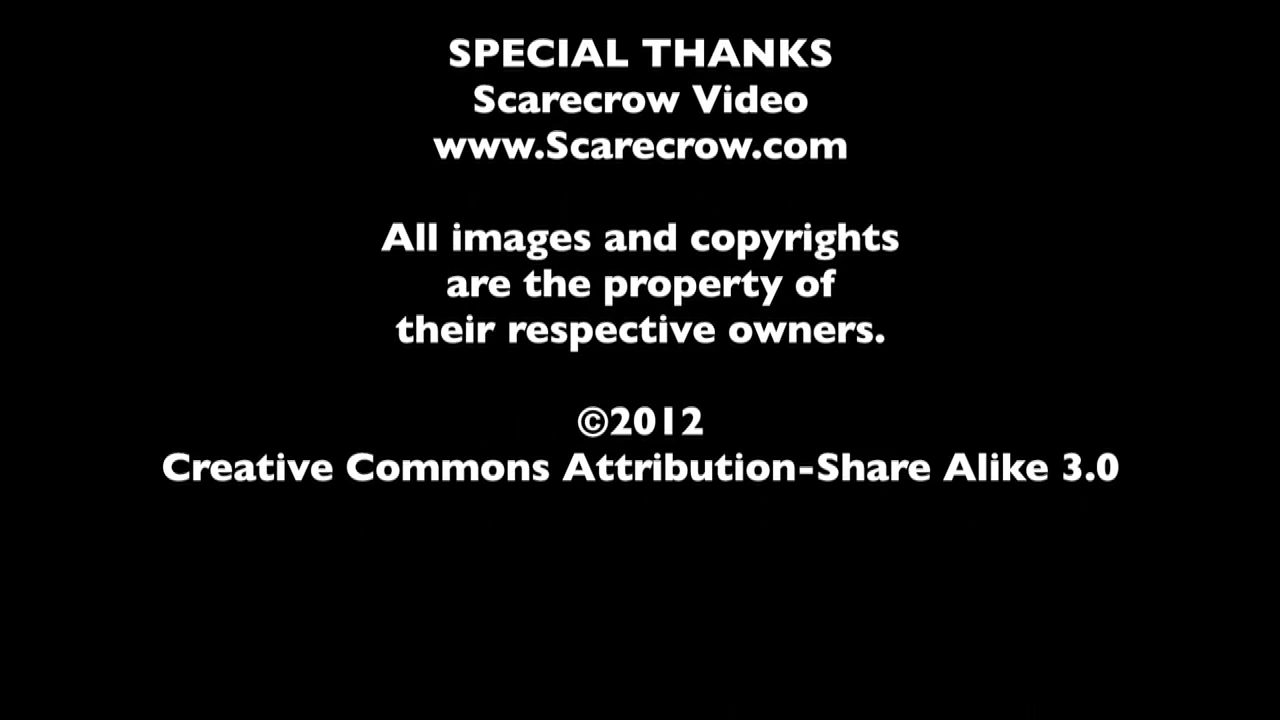 SPECIAL THANKS
Scarecrow Video
www.Scarecrow.com
All images and copyrights
are the property of
their respective owners.
©2012
Creative Commons Attribution-Share Alike 3.0